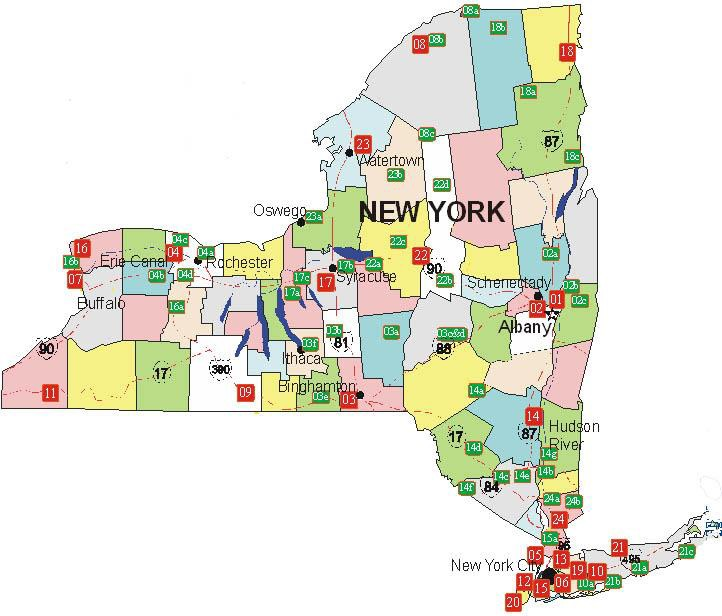 08a
08
08b
18b
18
18a
08c
87
23
Watertown
18c
23b
22d
Oswego
23a
NEW YORK
16
04c
22c
04
04a
22
02a
16b
Erie Canal
Rochester
17b
22a
90
07
04b
04d
17c
17
Syracuse
22b
Schenectady
02b
17a
01
02c
Buffalo
16a
02
Albany
03b
03a
03c&d
90
03f
81
88
17
390
Ithaca
11
09
Binghamton
03
03e
14a
14
87
Hudson
River
17
14d
14g
14c
14e
14b
14f
84
24a
24b
24
15a
05
21
New York City
13
495
21c
19
10
21a
12
15
06
10a
21b
20